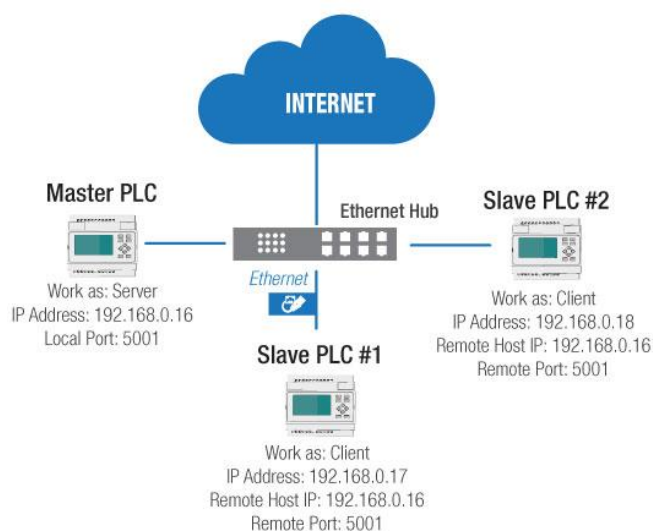 INTERNET
Master PLC
Work as: Server
IP Address: 192.168.0.16
Local Port: 5001
Ethernet Hub
Ethernet
Slave PLC #2
Work as: Client
IP Address: 192.168.0.18
Remote Host IP: 192.168.0.16
Remote Port: 5001
Slave PLC #1
Work as: Client
IP Address: 192.168.0.17
Remote Host IP: 192.168.0.16
Remote Port: 5001